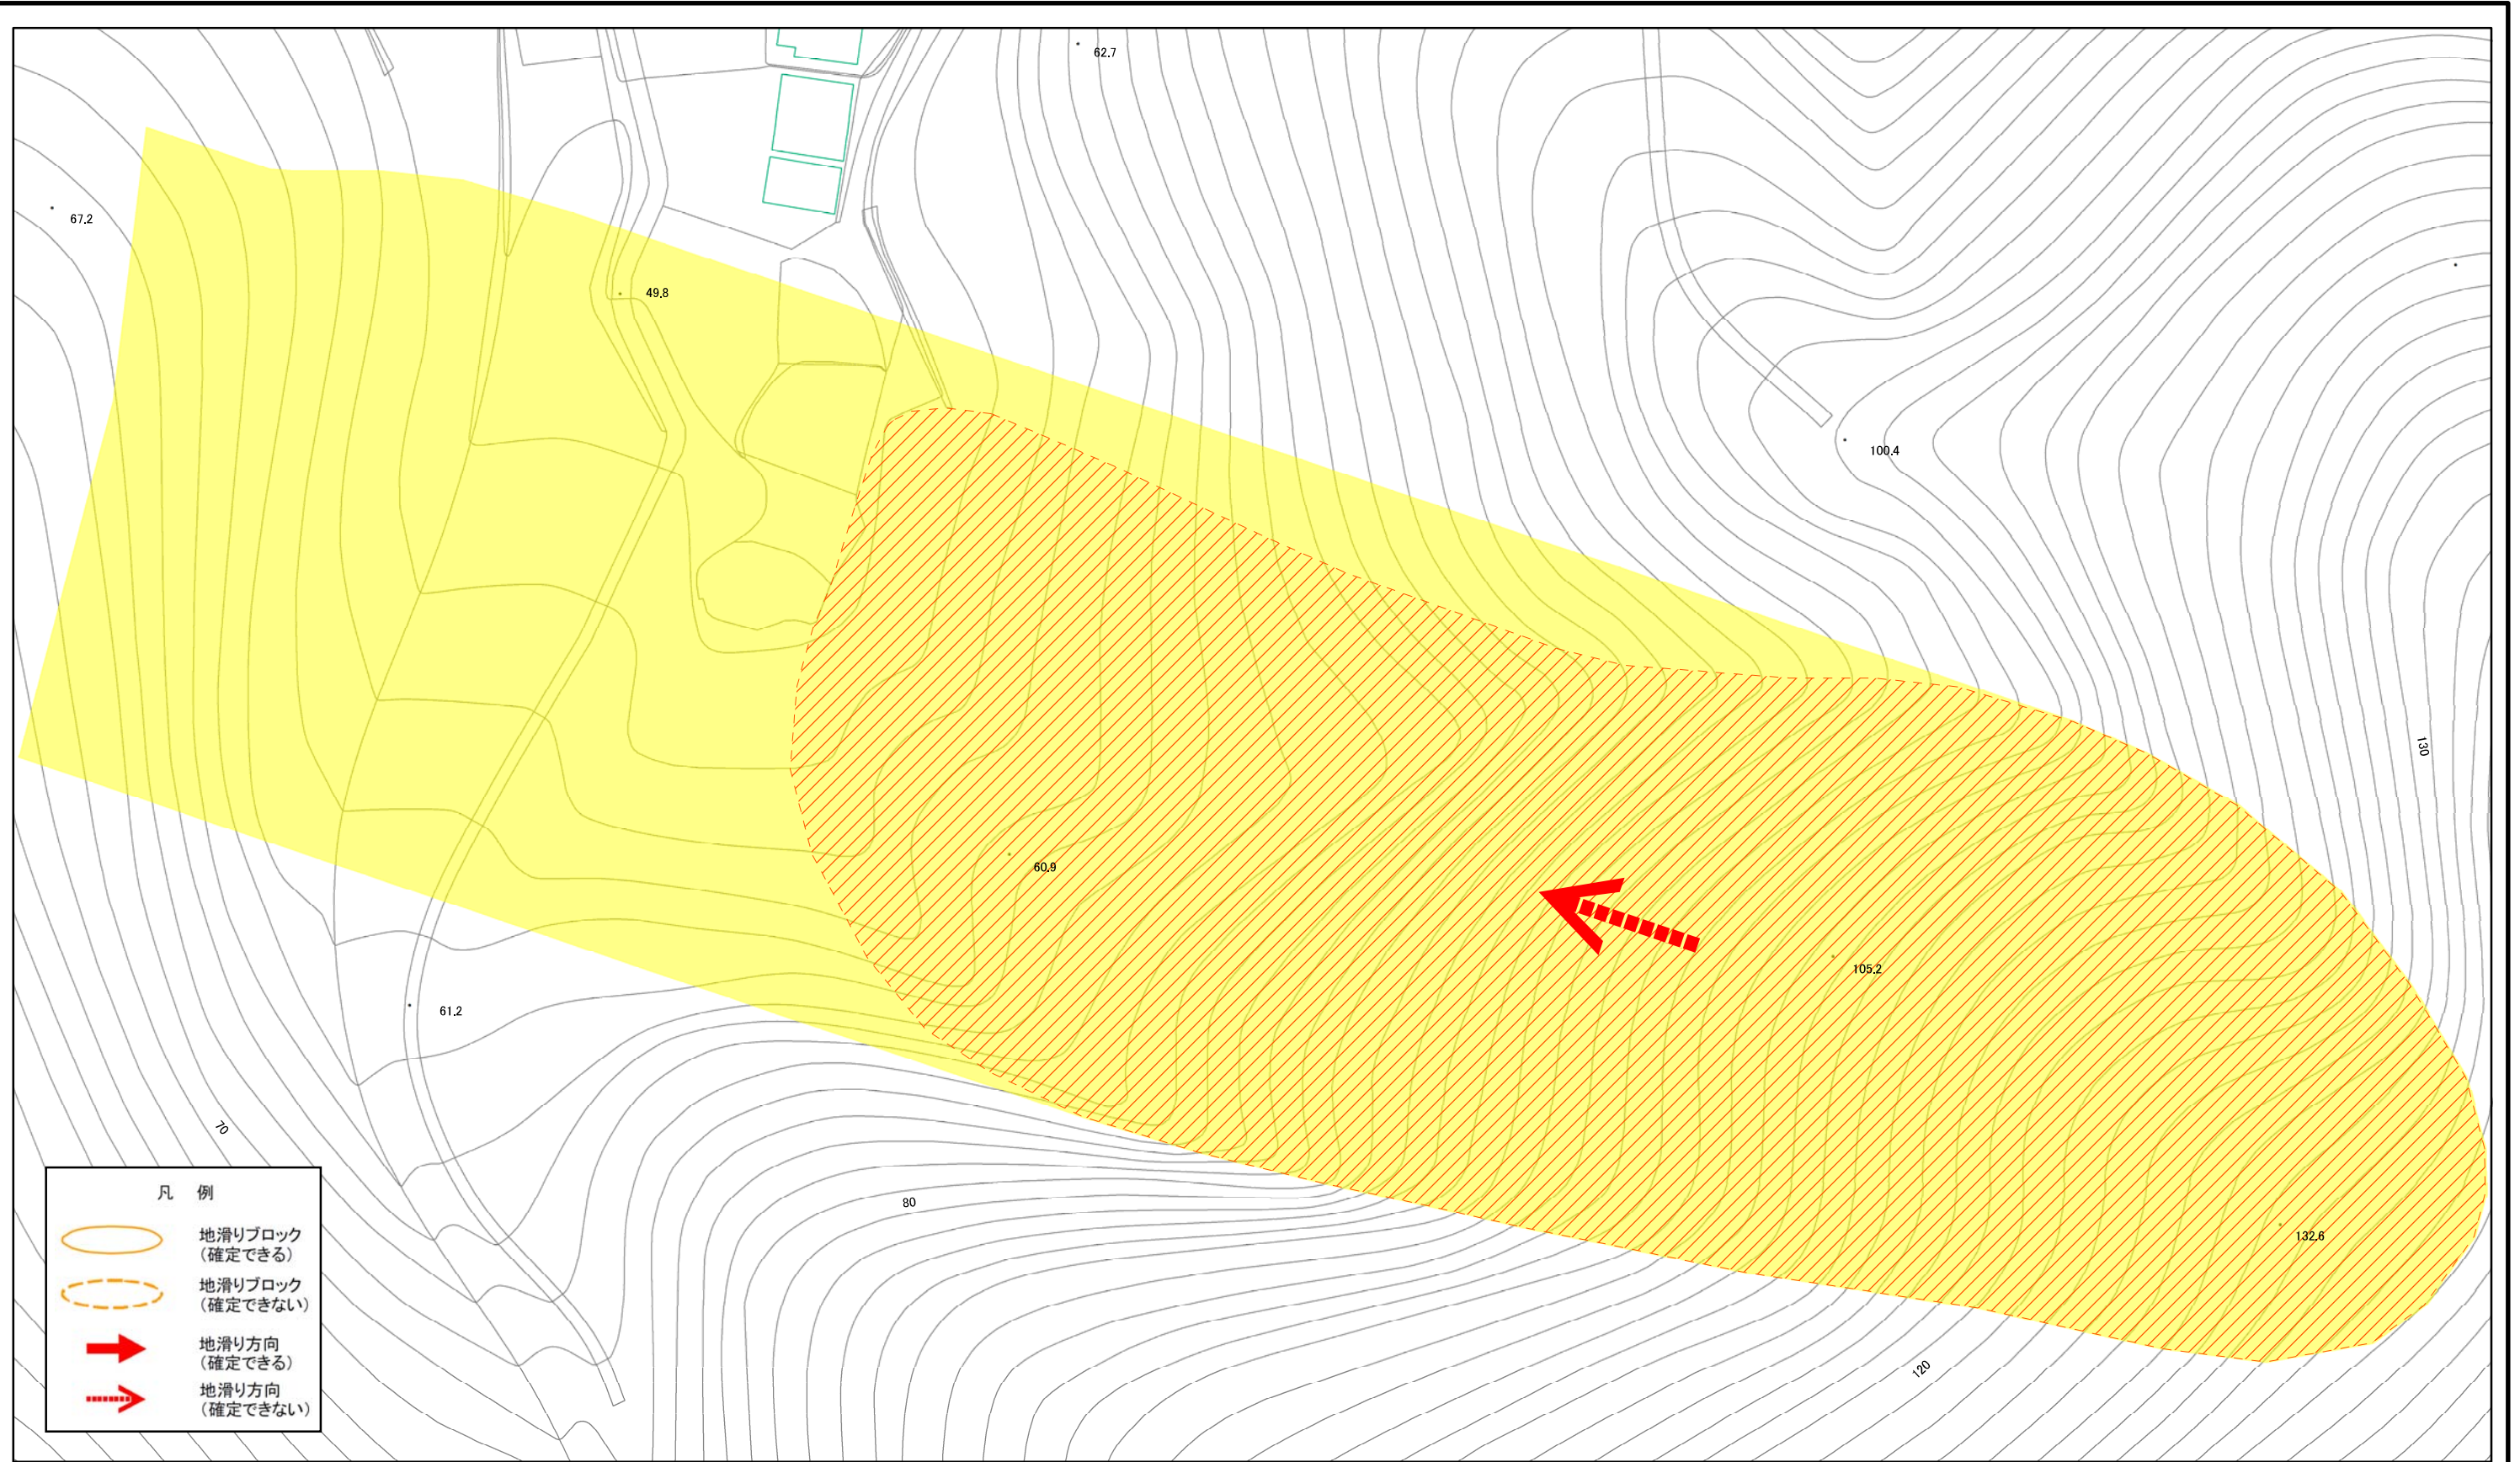 62.7
67.2
49.8
100.4
130
60.9
105.2
61.2
70
80
132.6
120
凡 例
地滑りブロック
（確定できる）
地滑りブロック
（確定できない）
地滑り方向
（確定できる）
地滑り方向
（確定できない）